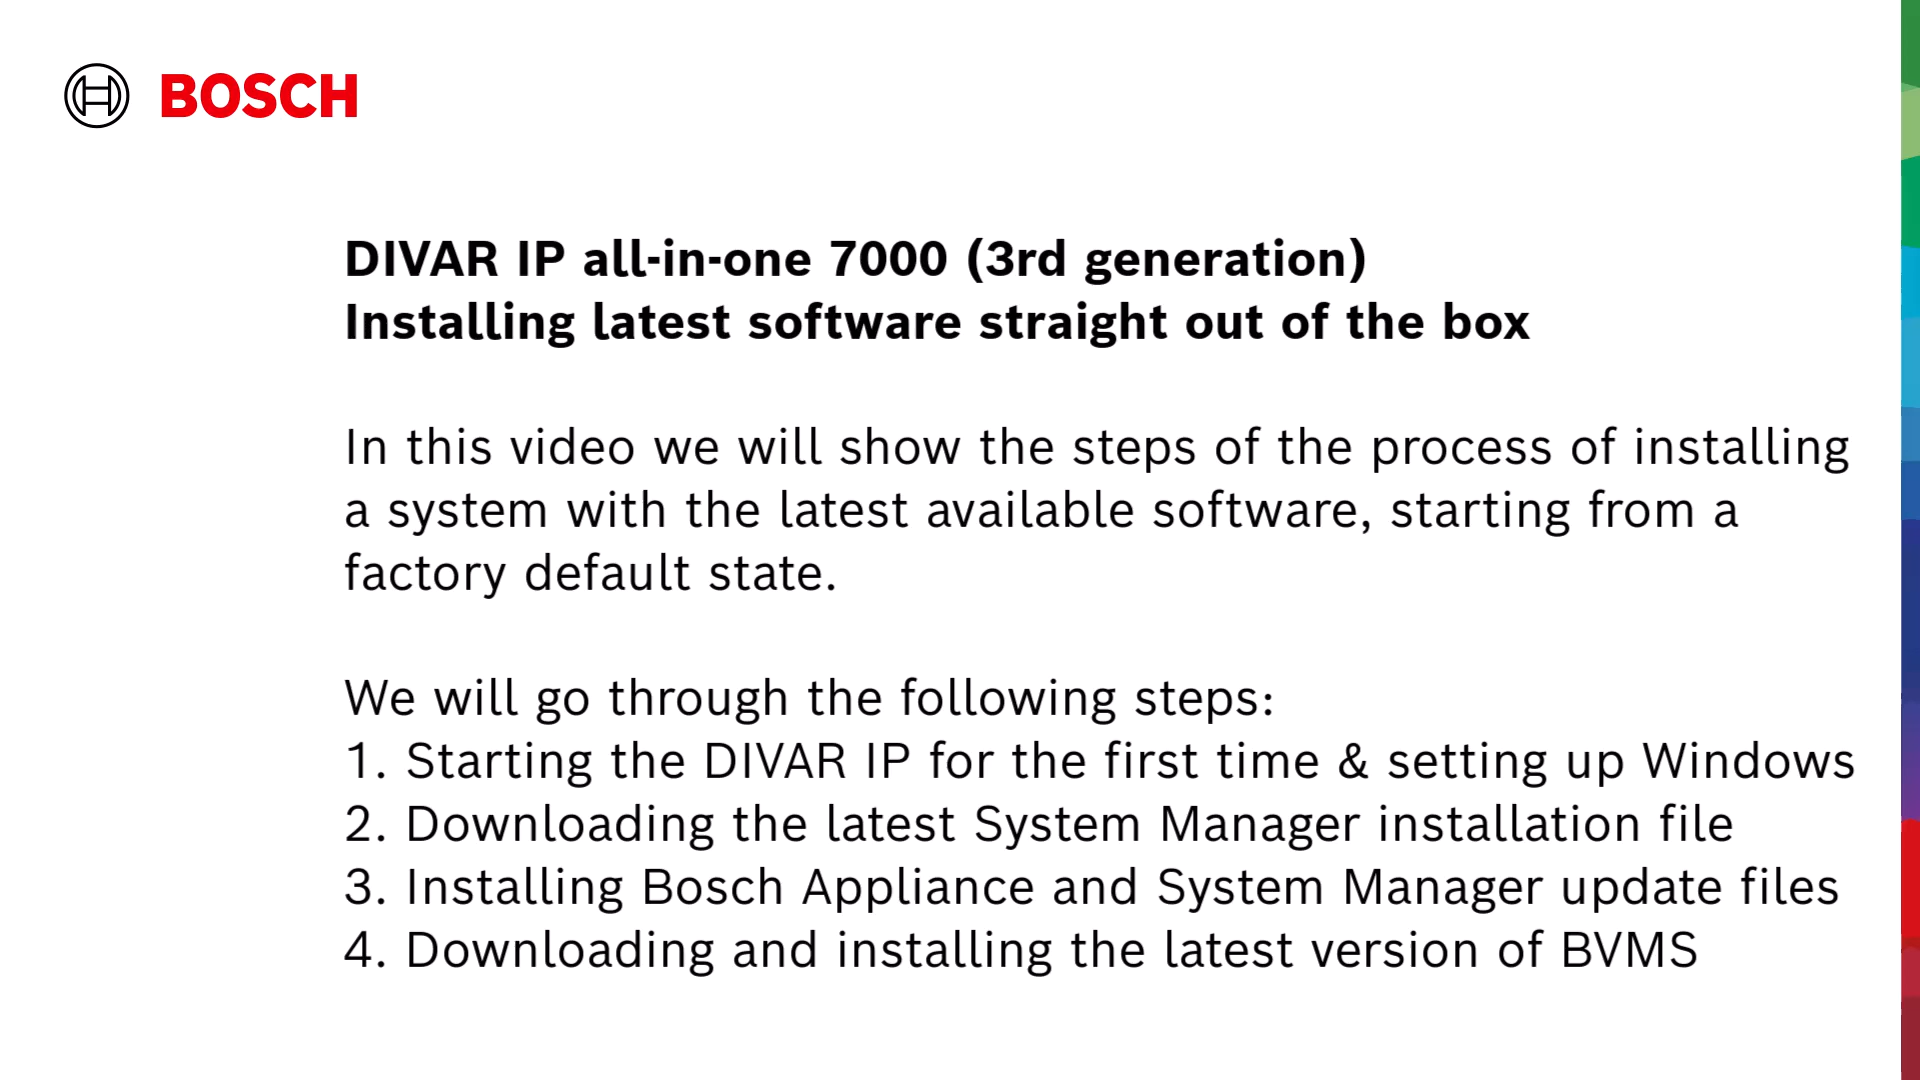 BOSCH
DIVAR IP all-in-one 7000 (3rd generation)
Installing latest software straight out of the box
In this video we will show the steps of the process of installing
a system with the latest available software, starting from a
factory default state.
We will go through the following steps:
1. Starting the DIVAR IP for the first time & setting up Windows
2. Downloading the latest System Manager installation file
3. Installing Bosch Appliance and System Manager update files
4. Downloading and installing the latest version of BVMS